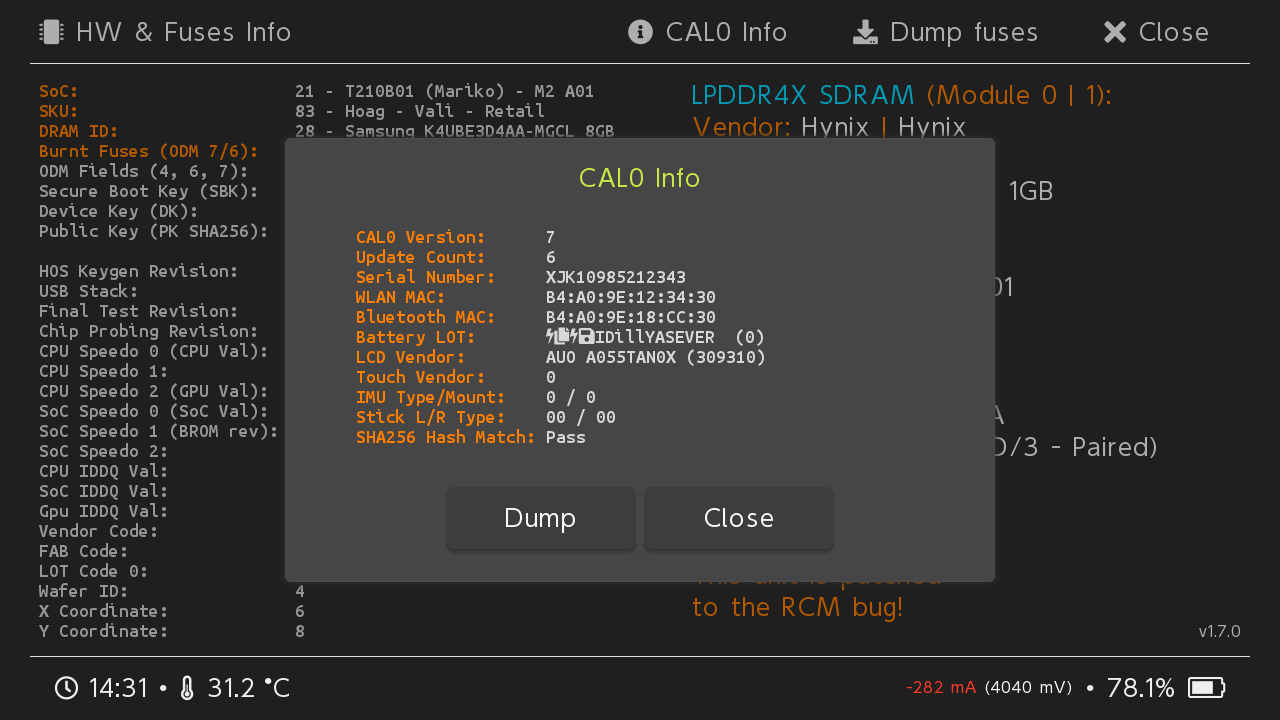 HW & Fuses Info
CAL0 Info
Dump fuses
Close
SoC: 21 - T210B01 (Mariko) - M2 A01
SKU: 83 - Hoag - Vali - Retail
DRAM ID: 28 - Samsung K4UBE3D4AA-MGCL 8GB
Burnt Fuses (ODM 7/6):
ODM Fields (4, 6, 7):
Secure Boot Key (SBK):
Device Key (DK):
Public Key (PK SHA256):
HOS Keygen Revision:
USB Stack:
Final Test Revision:
Chip Probing Revision:
CPU Speedo 0 (CPU Val):
CPU Speedo 1:
CPU Speedo 2 (GPU Val):
SoC Speedo 0 (SoC Val):
SoC Speedo 1 (BROM rev):
SoC Speedo 2:
CPU IDDQ Val:
SoC IDDQ Val:
Gpu IDDQ Val:
Vendor Code:
FAB Code:
LOT Code 0:
Wafer ID: 4
X Coordinate: 6
Y Coordinate: 8
LPDDR4X SDRAM (Module 0 | 1):
Vendor: Hynix | Hynix
1GB
01
A
D/3 - Paired)
This unit is patched
to the RCM bug!
v1.7.0
CAL0 Info
CAL0 Version: 7
Update Count: 6
Serial Number: XJK10985212343
WLAN MAC: B4:A0:9E:12:34:30
Bluetooth MAC: B4:A0:9E:18:CC:30
Battery LOT: IDillYASEVER (0)
LCD Vendor: AUO A055TAN0X (309310)
Touch Vendor: 0
IMU Type/Mount: 0 / 0
Stick L/R Type: 00 / 00
SHA256 Hash Match: Pass
Dump
Close
14:31 • 31.2 °C
-282 mA (4040 mV) • 78.1%